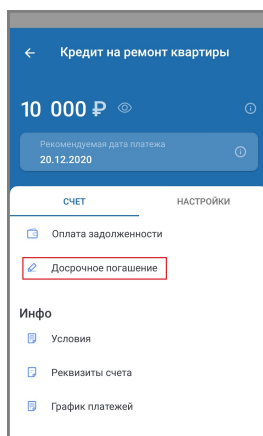 Кредит на ремонт квартиры
10 000 ₽
Рекомендуемая дата платежа
20.12.2020
СЧЕТ
НАСТРОЙКИ
Оплата задолженности
Досрочное погашение
Инфо
Условия
Реквизиты счета
График платежей